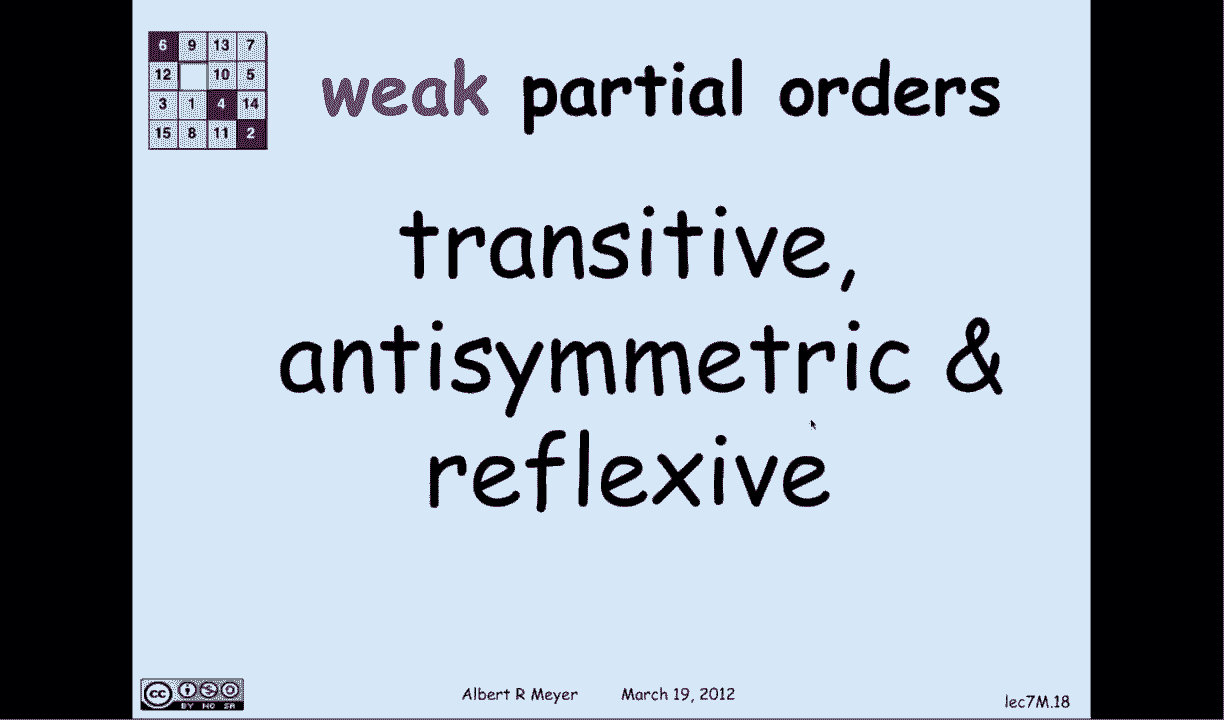 6 9 13 7
12 10 5
3 1 4 14
15 8 11 2
weak partial orders
transitive,
antisymmetric &
reflexive
cc BY NC SA
Albert R Meyer March 19, 2012
lec7M.18